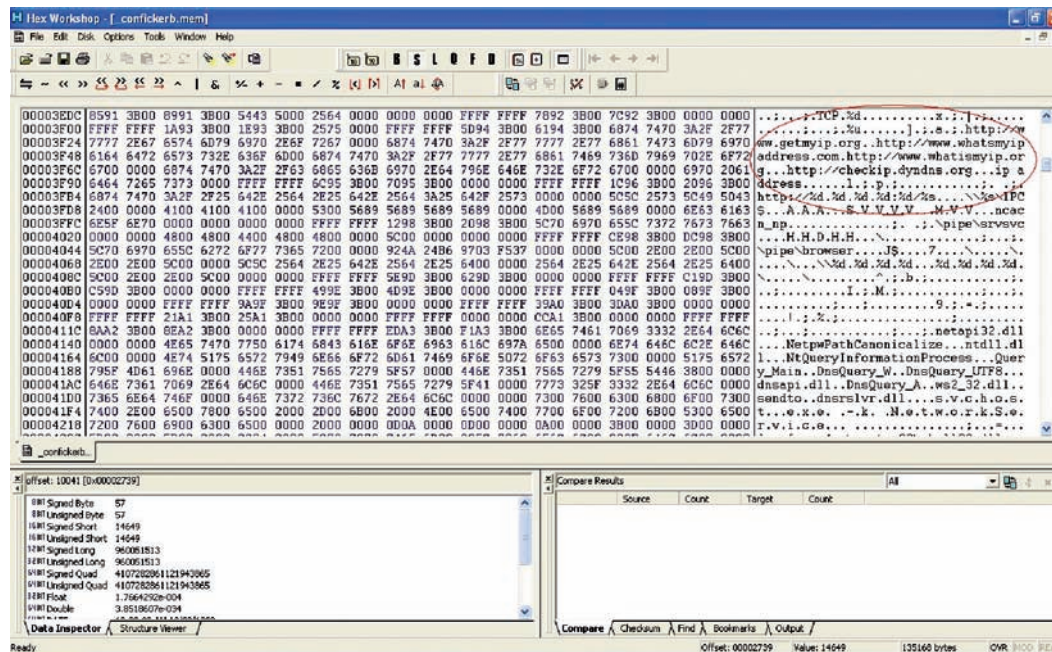 Hex Workshop - [_confickerb.mem]
File Edit Disk Options Tools Window Help
00003EDC 8591 3B00 8991 3B00 5443 5000 2564 0000 0000 0000 FFFF FFFF 7892 3B00 7C92 3B00 0000 0000 ..;...;.TCP.%d..........x.;.|.;.....
00003F00 FFFF FFFF 1A93 3B00 1E93 3B00 2575 0000 FFFF FFFF 5D94 3B00 6194 3B00 6874 7470 3A2F 2F77 ......;...;.%u......].;.a.;.http://w
00003F24 7777 2E67 6574 6D79 6970 2E6F 7267 0000 6874 7470 3A2F 2F77 7777 2E77 6861 7473 6D79 6970 ww.getmyip.org..http://www.whatsmyip
00003F48 6164 6472 6573 732E 636F 6D00 6874 7470 3A2F 2F77 7777 2E77 6861 7469 736D 7969 702E 6F72 address.com.http://www.whatismyip.or
00003F6C 6700 0000 6874 7470 3A2F 2F63 6865 636B 6970 2E64 796E 646E 732E 6F72 6700 0000 6970 2061 g...http://checkip.dyndns.org...ip a
00003F90 6464 7265 7373 0000 FFFF FFFF 6C95 3B00 7095 3B00 0000 0000 FFFF FFFF 1C96 3B00 2096 3B00 ddress......l.;.p.;...........;. .;.
00003FB4 6874 7470 3A2F 2F25 642E 2564 2E25 642E 2564 3A25 642F 2573 0000 0000 5C5C 2573 5C49 5043 http://%d.%d.%d.%d:%d/%s....\\%s\IPC
00003FD8 2400 0000 4100 4100 4100 0000 5300 5689 5689 5689 5689 0000 4D00 5689 5689 0000 6E63 6163 $...A.A.A...S.V.V.V.V...M.V.V...ncac
00003FFC 6E5F 6E70 0000 0000 0000 0000 FFFF FFFF 1298 3B00 2098 3B00 5C70 6970 655C 7372 7673 7663 n_np..............;. .;.\pipe\srvsvc
00004020 0000 0000 4800 4800 4400 4800 4800 0000 5C00 0000 0000 0000 FFFF FFFF CE98 3B00 DC98 3B00 ....H.H.D.H.H...\.............;...;.
00004044 5C70 6970 655C 6272 6F77 7365 7200 0000 924A 24B6 9703 F537 0000 0000 5C00 2E00 2E00 5C00 \pipe\browser....J$....7....\.....\.
00004068 2E00 2E00 5C00 0000 5C5C 2564 2E25 642E 2564 2E25 6400 0000 2564 2E25 642E 2564 2E25 6400 ....\...\\%d.%d.%d.%d...%d.%d.%d.%d.
0000408C 5C00 2E00 2E00 5C00 0000 0000 FFFF FFFF 5E9D 3B00 629D 3B00 0000 0000 FFFF FFFF C19D 3B00 \.....\.........^.;.b.;...........;.
000040B0 C59D 3B00 0000 0000 FFFF FFFF 499E 3B00 4D9E 3B00 0000 0000 FFFF FFFF 049F 3B00 089F 3B00 ..;.........I.;.M.;...........;...;.
000040D4 0000 0000 FFFF FFFF 9A9F 3B00 9E9F 3B00 0000 0000 FFFF FFFF 39A0 3B00 3DA0 3B00 0000 0000 ..........;...;.........9.;.=.;.....
000040F8 FFFF FFFF 21A1 3B00 25A1 3B00 0000 0000 FFFF FFFF 0000 0000 CCA1 3B00 0000 0000 FFFF FFFF ....!.;.%.;...............;.........
0000411C 8AA2 3B00 8EA2 3B00 0000 0000 FFFF FFFF EDA3 3B00 F1A3 3B00 6E65 7461 7069 3332 2E64 6C6C ..;...;...........;...;.netapi32.dll
00004140 0000 0000 4E65 7470 7750 6174 6843 616E 6F6E 6963 616C 697A 6500 0000 6E74 646C 6C2E 646C ....NetpwPathCanonicalize...ntdll.dl
00004164 6C00 0000 4E74 5175 6572 7949 6E66 6F72 6D61 7469 6F6E 5072 6F63 6573 7300 0000 5175 6572 l...NtQueryInformationProcess...Quer
00004188 795F 4D61 696E 0000 446E 7351 7565 7279 5F57 0000 446E 7351 7565 7279 5F55 5446 3800 0000 y_Main..DnsQuery_W..DnsQuery_UTF8...
000041AC 646E 7361 7069 2E64 6C6C 0000 446E 7351 7565 7279 5F41 0000 7773 325F 3332 2E64 6C6C 0000 dnsapi.dll..DnsQuery_A..ws2_32.dll..
000041D0 7365 6E64 746F 0000 646E 7372 736C 7672 2E64 6C6C 0000 0000 7300 7600 6300 6800 6F00 7300 sendto..dnsrslvr.dll....s.v.c.h.o.s.
000041F4 7400 2E00 6500 7800 6500 2000 2D00 6B00 2000 4E00 6500 7400 7700 6F00 7200 6B00 5300 6500 t...e.x.e. .-.k. .N.e.t.w.o.r.k.S.e.
00004218 7200 7600 6900 6300 6500 0000 2000 0000 0D0A 0000 0D00 0000 0A00 0000 3B00 0000 3D00 0000 r.v.i.c.e... ...............;...=...
_confickerb...
offset: 10041 [0x00002739]
8BIT Signed Byte 57
8BIT Unsigned Byte 57
16BIT Signed Short 14649
16BIT Unsigned Short 14649
32BIT Signed Long 960051513
32BIT Unsigned Long 960051513
64BIT Signed Quad 4107282861121943865
64BIT Unsigned Quad 4107282861121943865
32BIT Float 1.7664292e-004
64BIT Double 3.8518607e-034
Data Inspector Structure Viewer
Compare Results
All
Source Count Target Count
Compare Checksum Find Bookmarks Output
Ready
Offset: 00002739 Value: 14649 135168 bytes OVR MOD